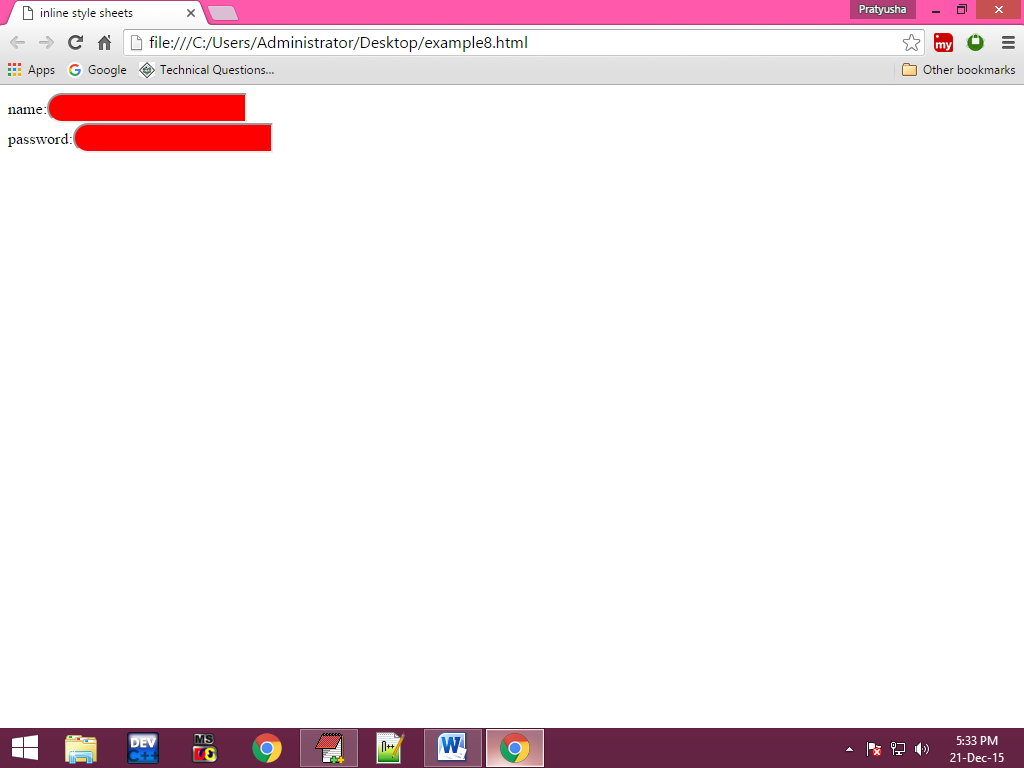 inline style sheets
Pratyusha
file:///C:/Users/Administrator/Desktop/example8.html
my
Apps
Google
Technical Questions...
Other bookmarks
name:
password:
DEV
C++
MS
5:33 PM
21-Dec-15